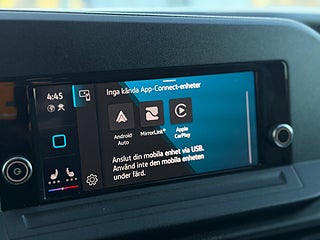 4:45
Inga kända App-Connect-enheter
Android
Auto
MirrorLink®
Apple
CarPlay
Anslut din mobila enhet via USB.
Använd inte den mobila enheten
under färd.